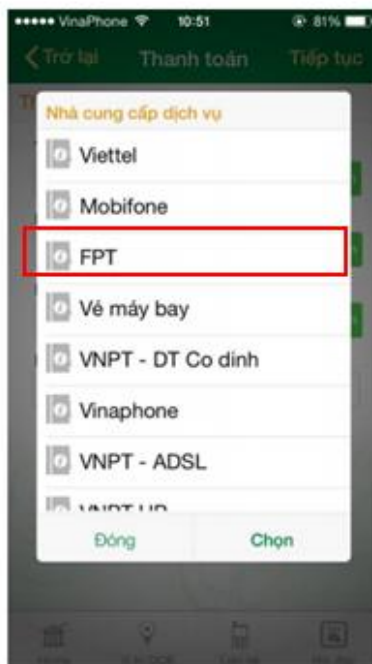 VinaPhone 10:51 81%
Trở lại Thanh toán Tiếp tục
Nhà cung cấp dịch vụ
Viettel
Mobifone
FPT
Vé máy bay
VNPT - DT Co dinh
Vinaphone
VNPT - ADSL
Đóng Chọn